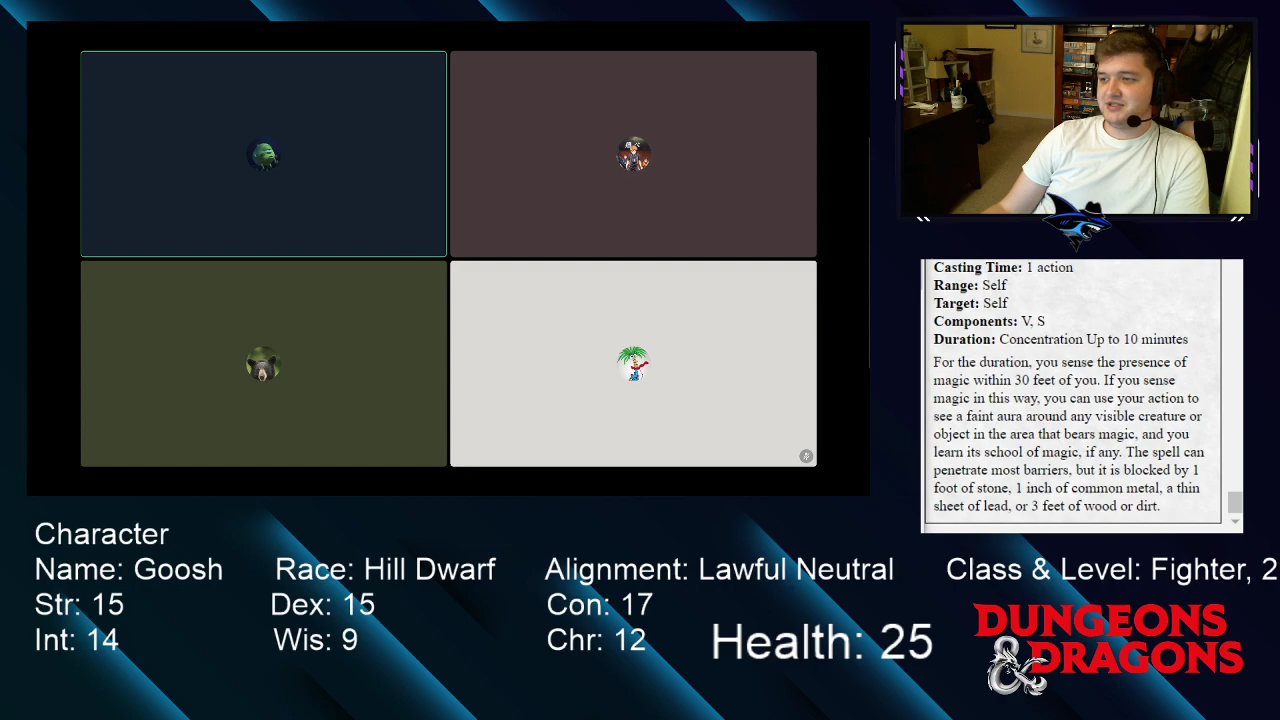 Casting Time: 1 action
Range: Self
Target: Self
Components: V, S
Duration: Concentration Up to 10 minutes
For the duration, you sense the presence of
magic within 30 feet of you. If you sense
magic in this way, you can use your action to
see a faint aura around any visible creature or
object in the area that bears magic, and you
learn its school of magic, if any. The spell can
penetrate most barriers, but it is blocked by 1
foot of stone, 1 inch of common metal, a thin
sheet of lead, or 3 feet of wood or dirt.
Character
Name: Goosh Race: Hill Dwarf Alignment: Lawful Neutral Class & Level: Fighter, 2
Str: 15 Dex: 15 Con: 17
Int: 14 Wis: 9 Chr: 12 Health: 25
DUNGEONS
& DRAGONS